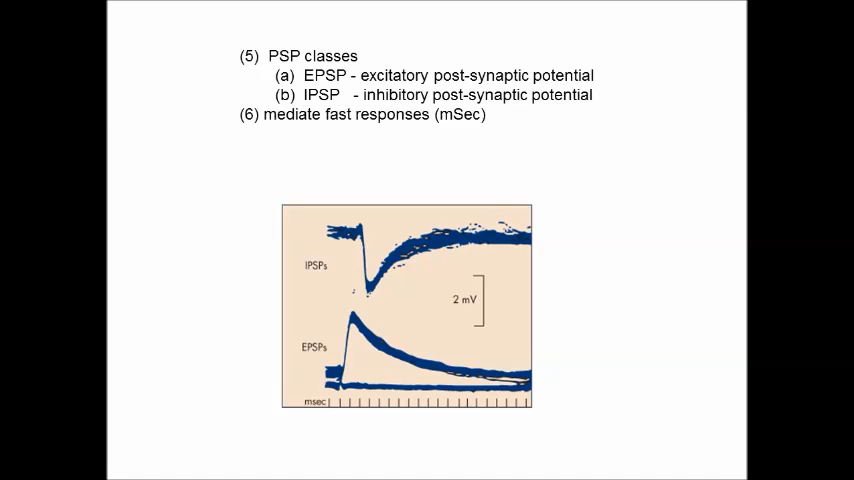 (5) PSP classes
(a) EPSP - excitatory post-synaptic potential
(b) IPSP - inhibitory post-synaptic potential
(6) mediate fast responses (mSec)
IPSPs
2 mV
EPSPs
msec